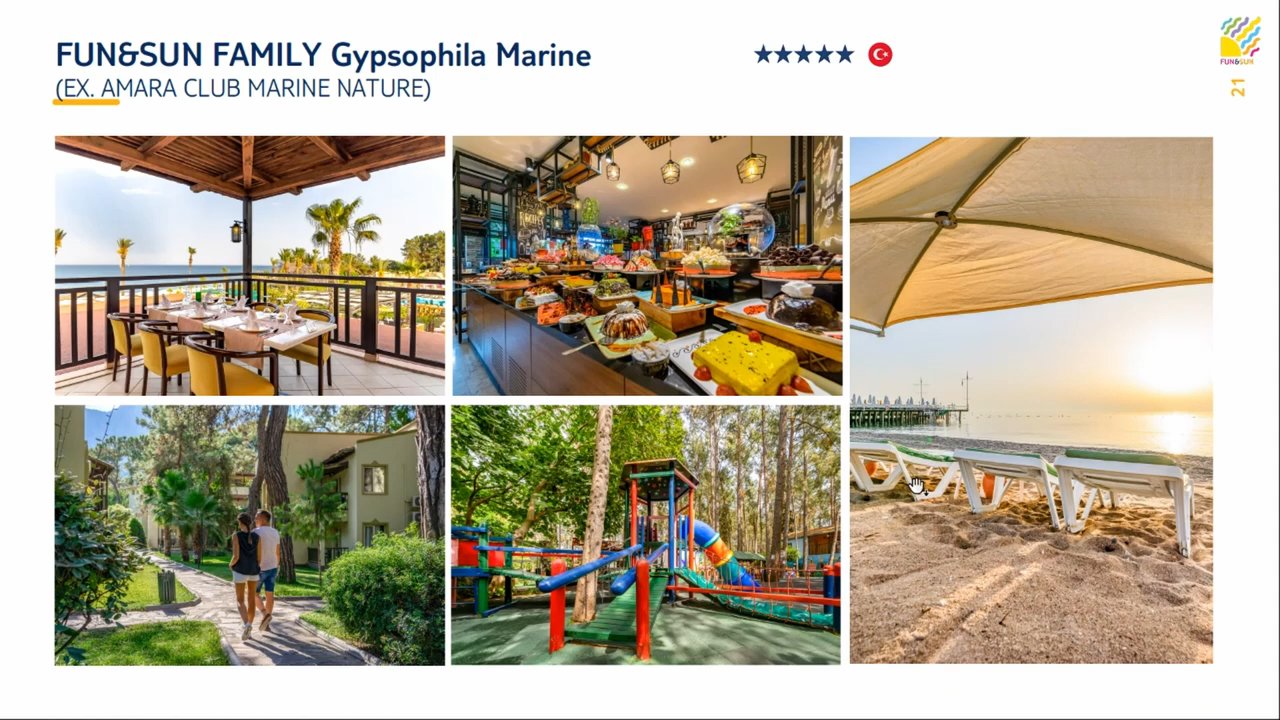 FUN&SUN FAMILY Gypsophila Marine
(EX. AMARA CLUB MARINE NATURE)
FUN&SUN
21